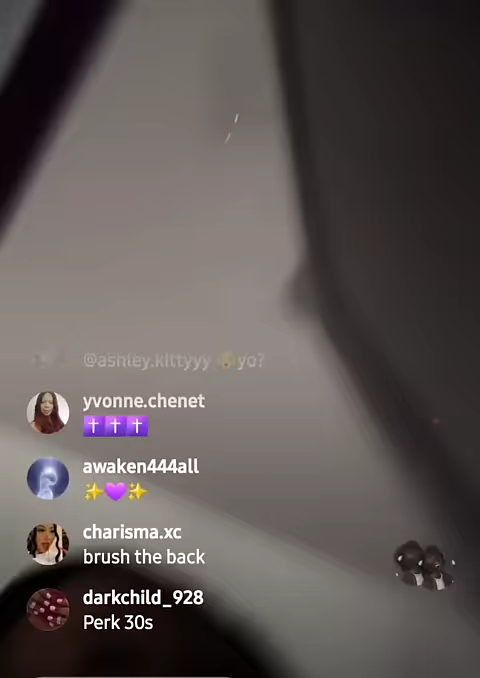 @ashley.kittyyy 😮yo?
yvonne.chenet
✝️✝️✝️
awaken444all
✨💜✨
charisma.xc
brush the back
darkchild_928
Perk 30s